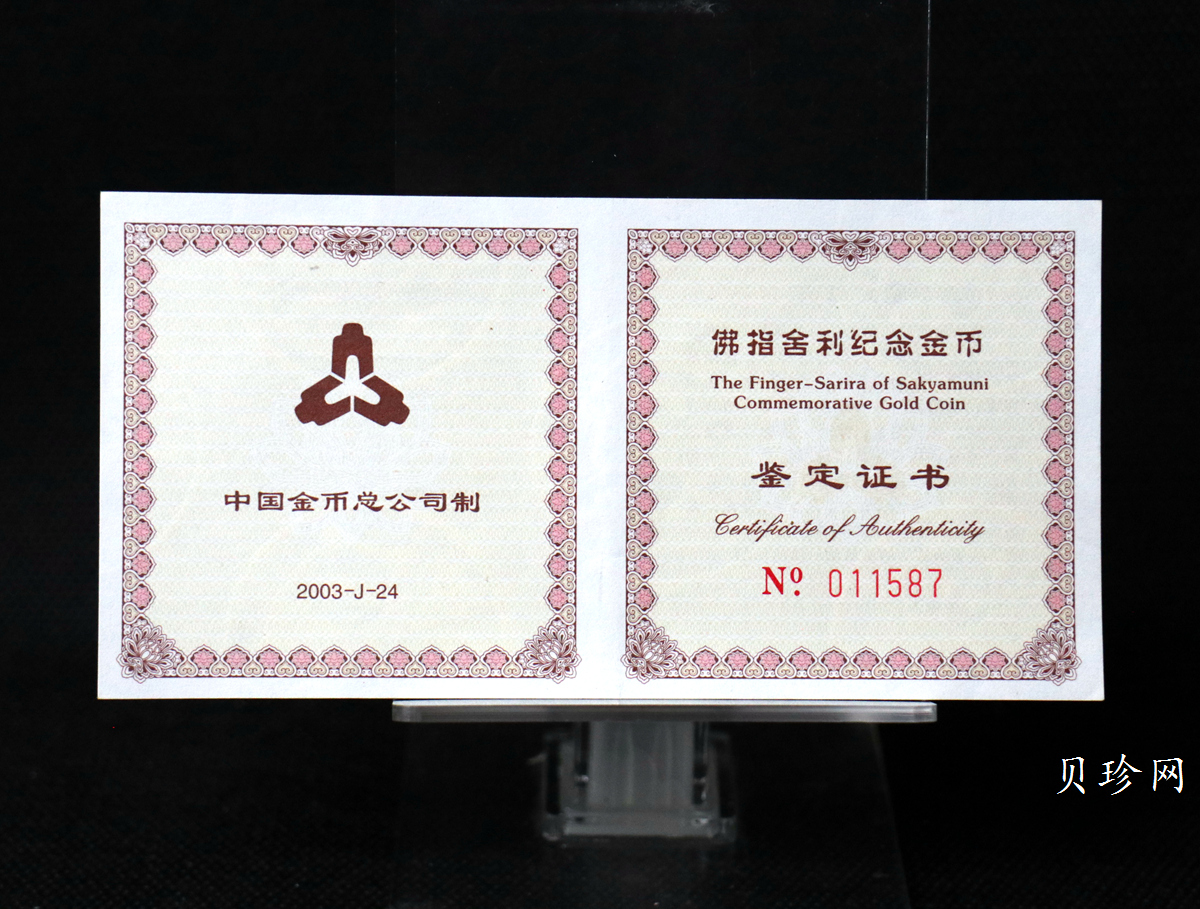 中国金币总公司制
2003-J-24
佛指舍利纪念金币
The Finger-Sarira of Sakyamuni
Commemorative Gold Coin
鉴定证书
Certificate of Authenticity
Nº 011587
贝珍网